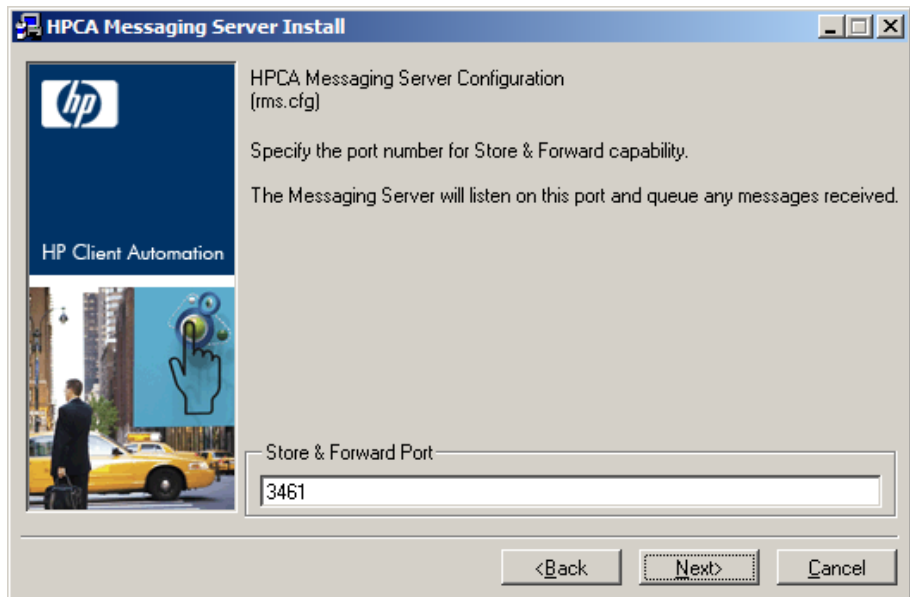 HPCA Messaging Server Install
hp
HP Client Automation
HPCA Messaging Server Configuration
(rms.cfg)
Specify the port number for Store & Forward capability.
The Messaging Server will listen on this port and queue any messages received.
Store & Forward Port
3461
<Back
Next>
Cancel